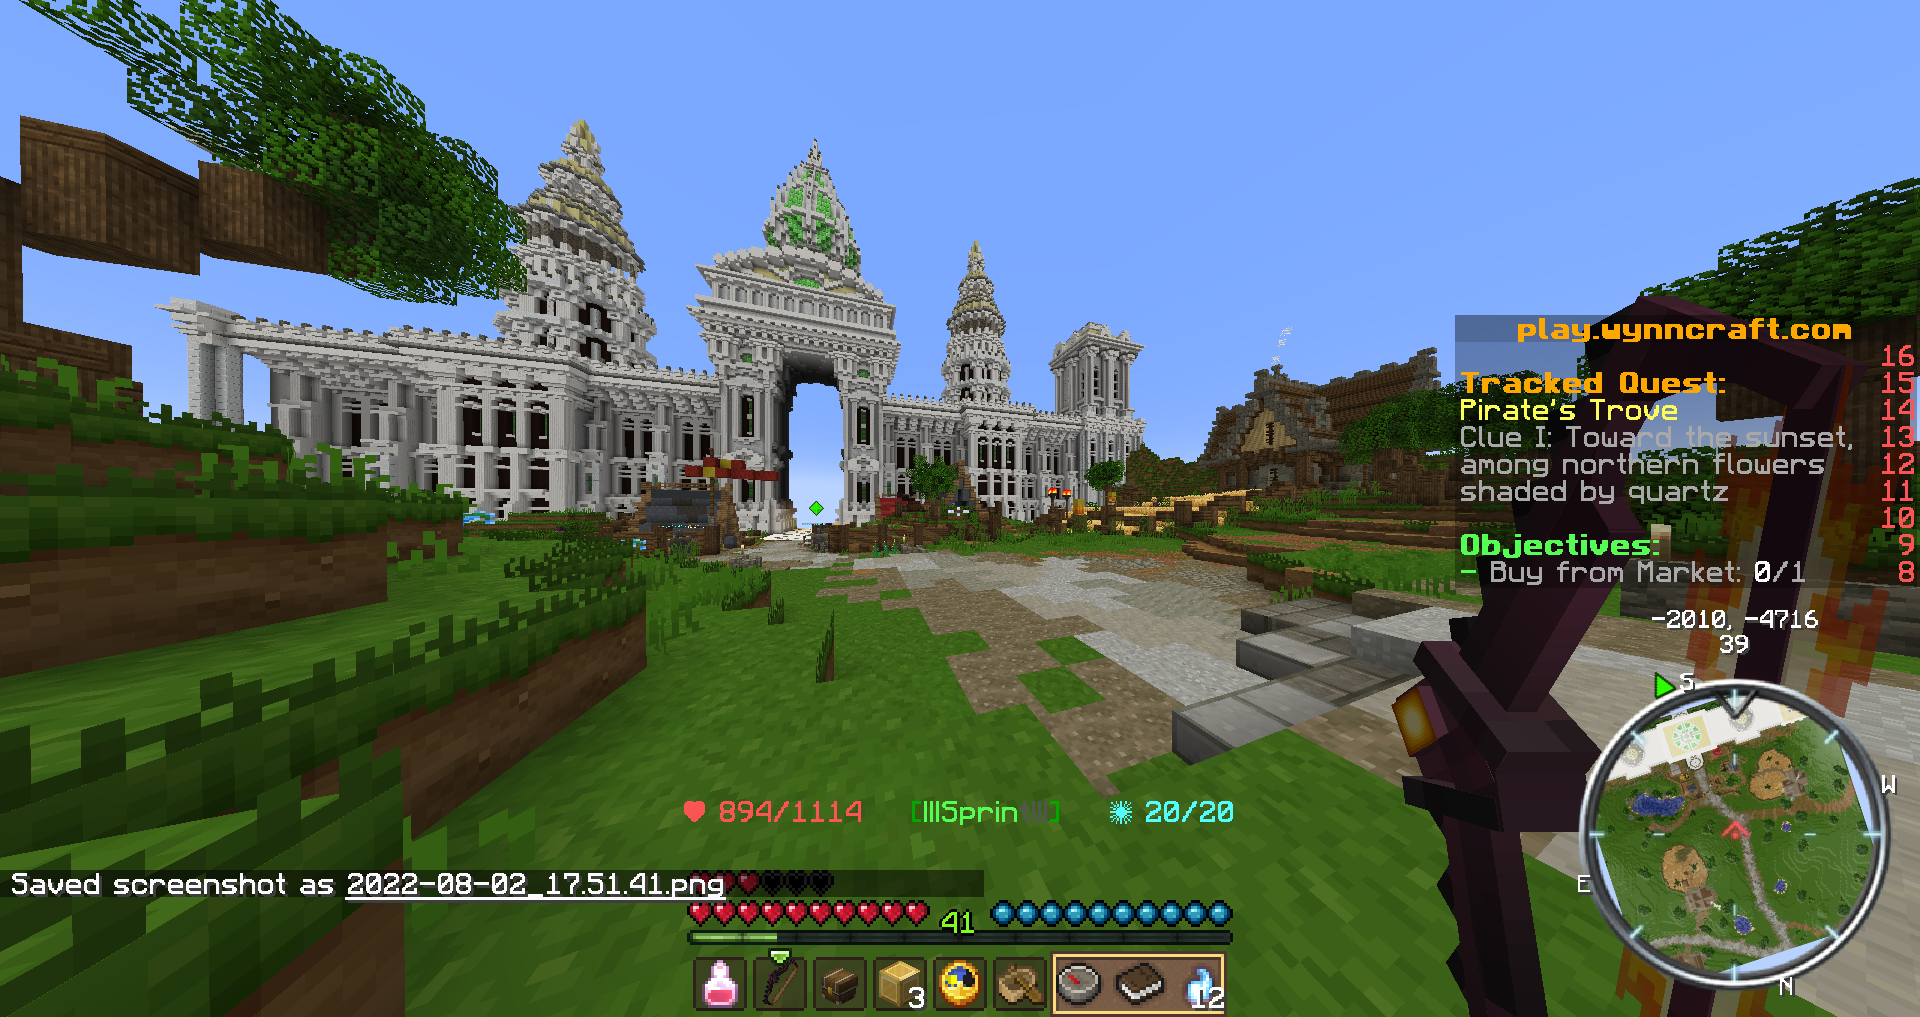 play.wynncraft.com
16
Tracked Quest:
15
Pirate's Trove
14
Clue I: Toward the sunset,
13
among northern flowers
12
shaded by quartz
11
10
Objectives:
9
- Buy from Market: 0/1
8
-2010, -4716
39
S
W
E
N
894/1114
[|||Sprin|||]
20/20
Saved screenshot as 2022-08-02_17.51.41.png
41
3
12